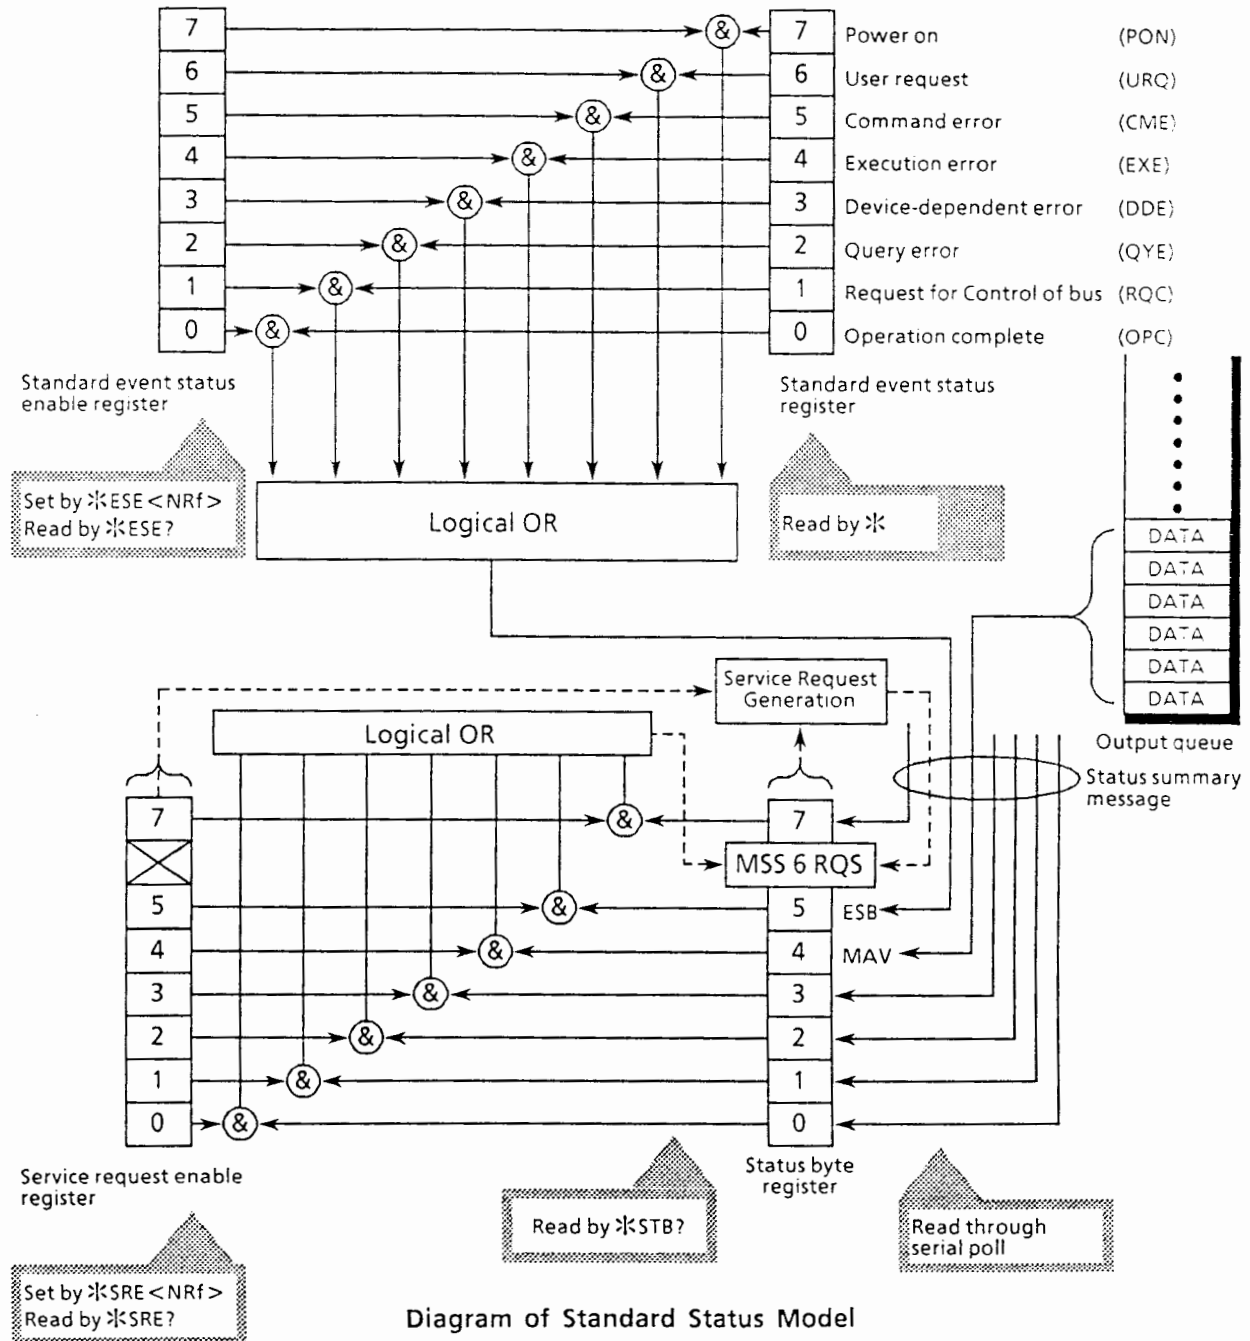 7 & 7 Power on (PON)
6 & 6 User request (URQ)
5 & 5 Command error (CME)
4 & 4 Execution error (EXE)
3 & 3 Device-dependent error (DDE)
2 & 2 Query error (QYE)
1 & 1 Request for Control of bus (RQC)
0 & 0 Operation complete (OPC)
Standard event status
enable register
Standard event status
register
Set by *ESE<NRf>
Read by *ESE?
Logical OR
Read by *
DATA
DATA
DATA
DATA
DATA
DATA
Output queue
Service Request
Generation
Logical OR
Status summary
message
7 & 7
MSS 6 RQS
5 & 5 ESB
4 & 4 MAV
3 & 3
2 & 2
1 & 1
0 & 0
Service request enable
register
Status byte
register
Read by *STB?
Read through
serial poll
Set by *SRE<NRf>
Read by *SRE?
Diagram of Standard Status Model